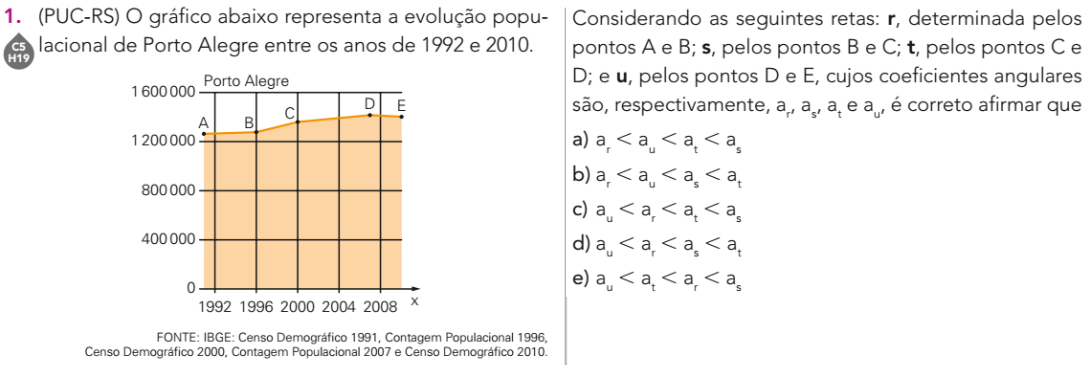 1. (PUC-RS) O gráfico abaixo representa a evolução popu-
C5 H19 lacional de Porto Alegre entre os anos de 1992 e 2010.
Porto Alegre
1 600 000
1 200 000
800 000
400 000
0
A B C D E
1992 1996 2000 2004 2008 x
FONTE: IBGE: Censo Demográfico 1991, Contagem Populacional 1996,
Censo Demográfico 2000, Contagem Populacional 2007 e Censo Demográfico 2010.
Considerando as seguintes retas: r, determinada pelos
pontos A e B; s, pelos pontos B e C; t, pelos pontos C e
D; e u, pelos pontos D e E, cujos coeficientes angulares
são, respectivamente, aᵣ, aₛ, aₜ e aᵤ, é correto afirmar que
a) aᵣ < aᵤ < aₜ < aₛ
b) aᵣ < aᵤ < aₛ < aₜ
c) aᵤ < aᵣ < aₜ < aₛ
d) aᵤ < aᵣ < aₛ < aₜ
e) aᵤ < aₜ < aᵣ < aₛ